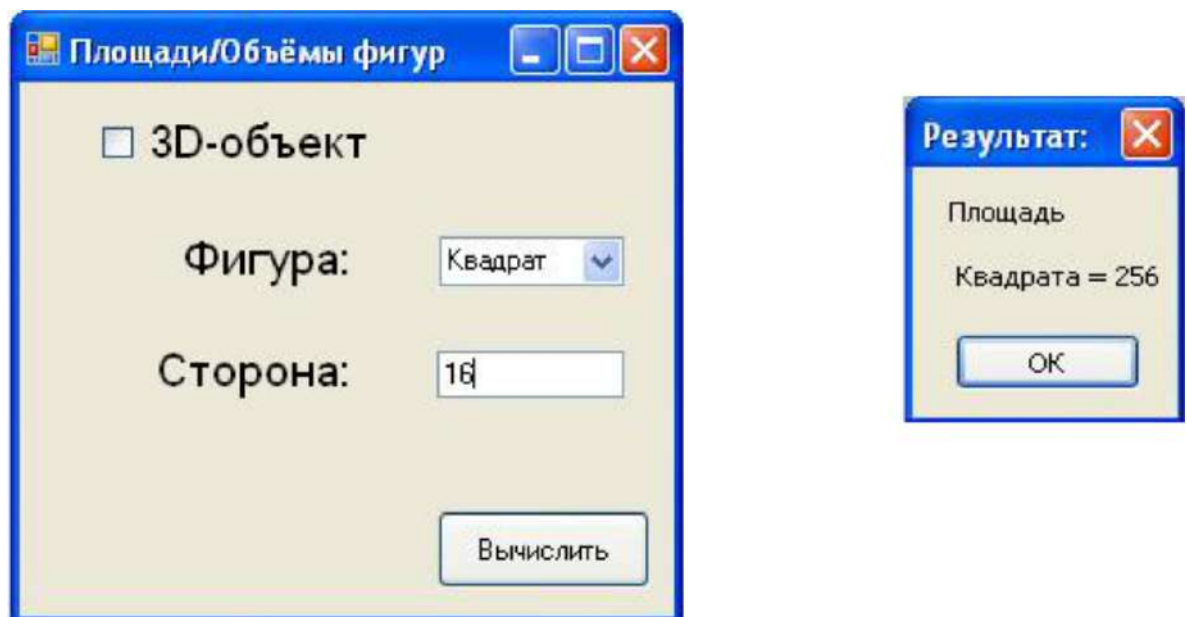 Площади/Объёмы фигур
3D-объект
Фигура: Квадрат
Сторона: 16
Вычислить
Результат:
Площадь
Квадрата = 256
OK